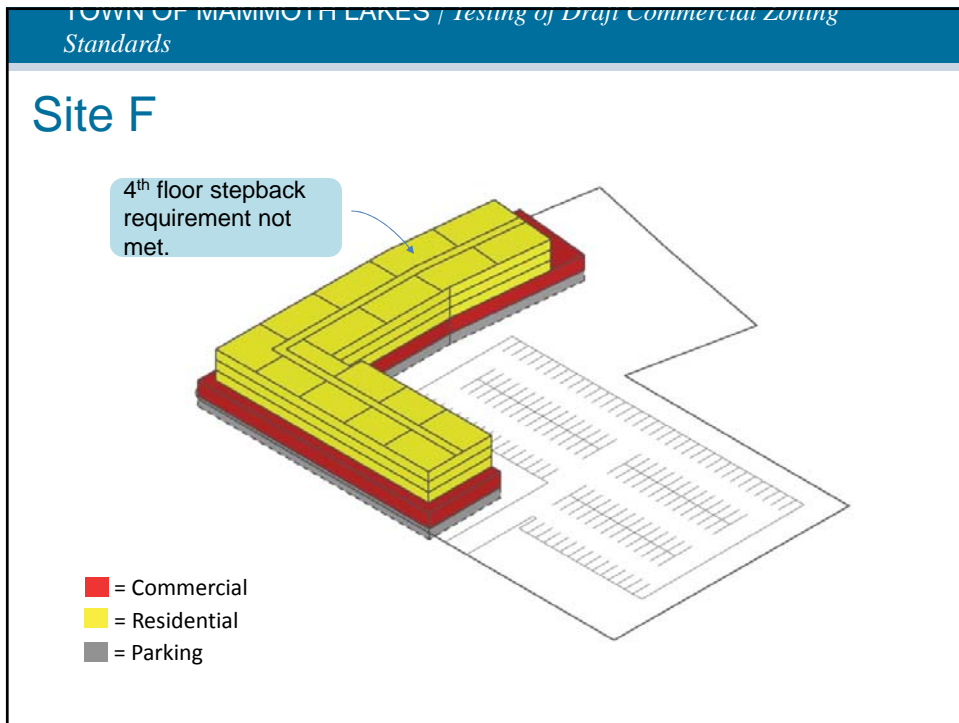 TOWN OF MAMMOTH LAKES / Testing of Draft Commercial Zoning
Standards
Site F
4th floor stepback
requirement not
met.
= Commercial
= Residential
= Parking